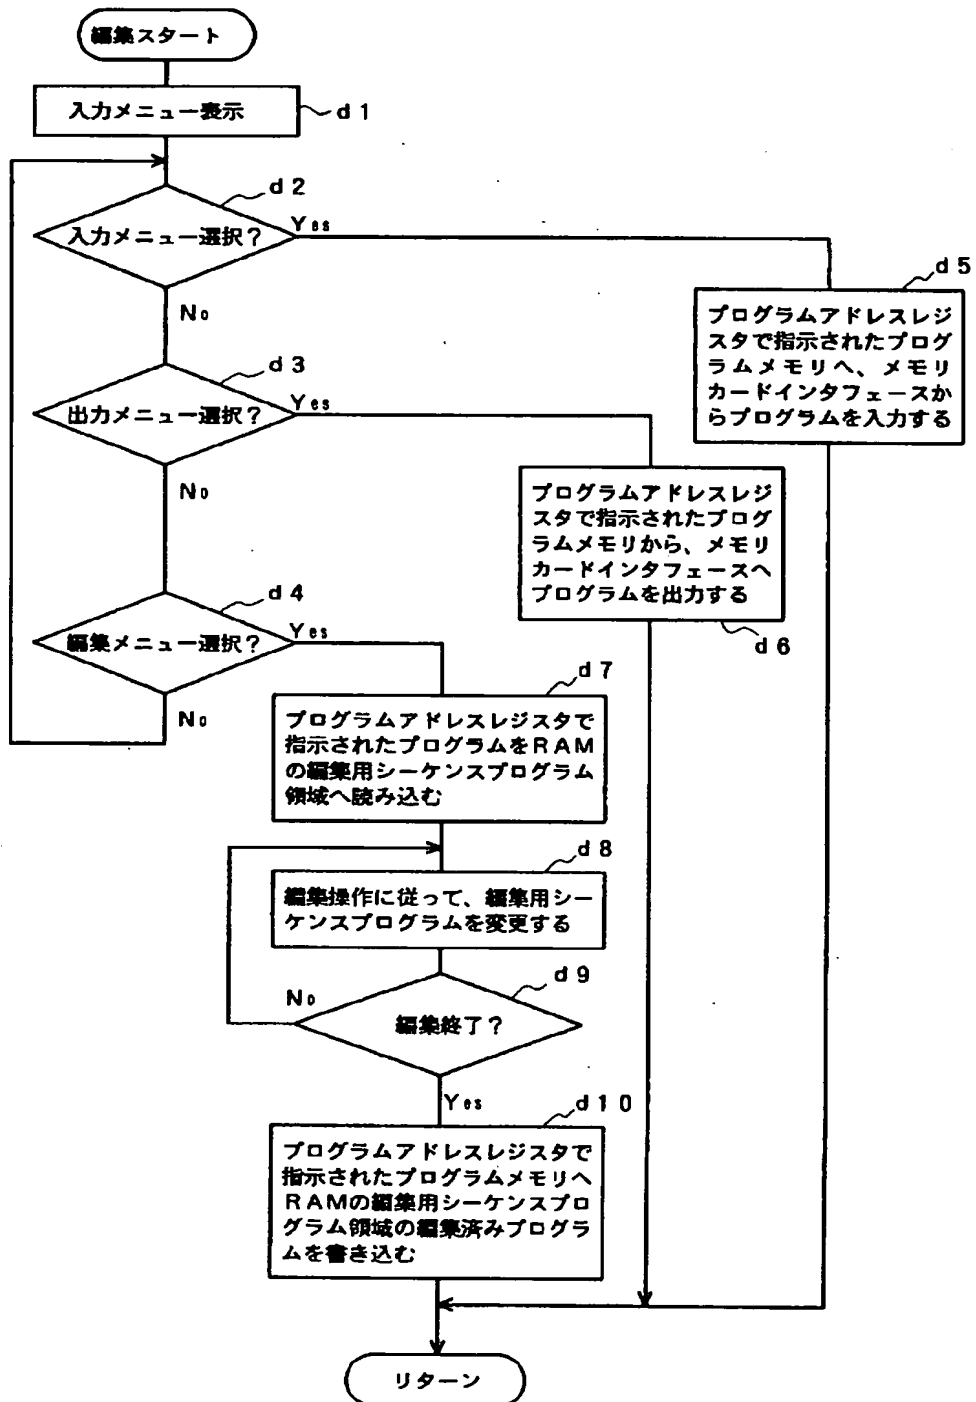 編集スタート
入力メニュー表示
d1
d2
入力メニュー選択?
Yes
No
d5
プログラムアドレスレジ
スタで指示されたプログ
ラムメモリへ、メモリ
カードインタフェースか
らプログラムを入力する
d3
出力メニュー選択?
Yes
No
プログラムアドレスレジ
スタで指示されたプログ
ラムメモリから、メモリ
カードインタフェースへ
プログラムを出力する
d6
d4
編集メニュー選択?
Yes
No
d7
プログラムアドレスレジスタで
指示されたプログラムをRAM
の編集用シーケンスプログラム
領域へ読み込む
d8
編集操作に従って、編集用シー
ケンスプログラムを変更する
d9
No
編集終了?
Yes
d10
プログラムアドレスレジスタで
指示されたプログラムメモリへ
RAMの編集用シーケンスプロ
グラム領域の編集済みプログラ
ムを書き込む
リターン